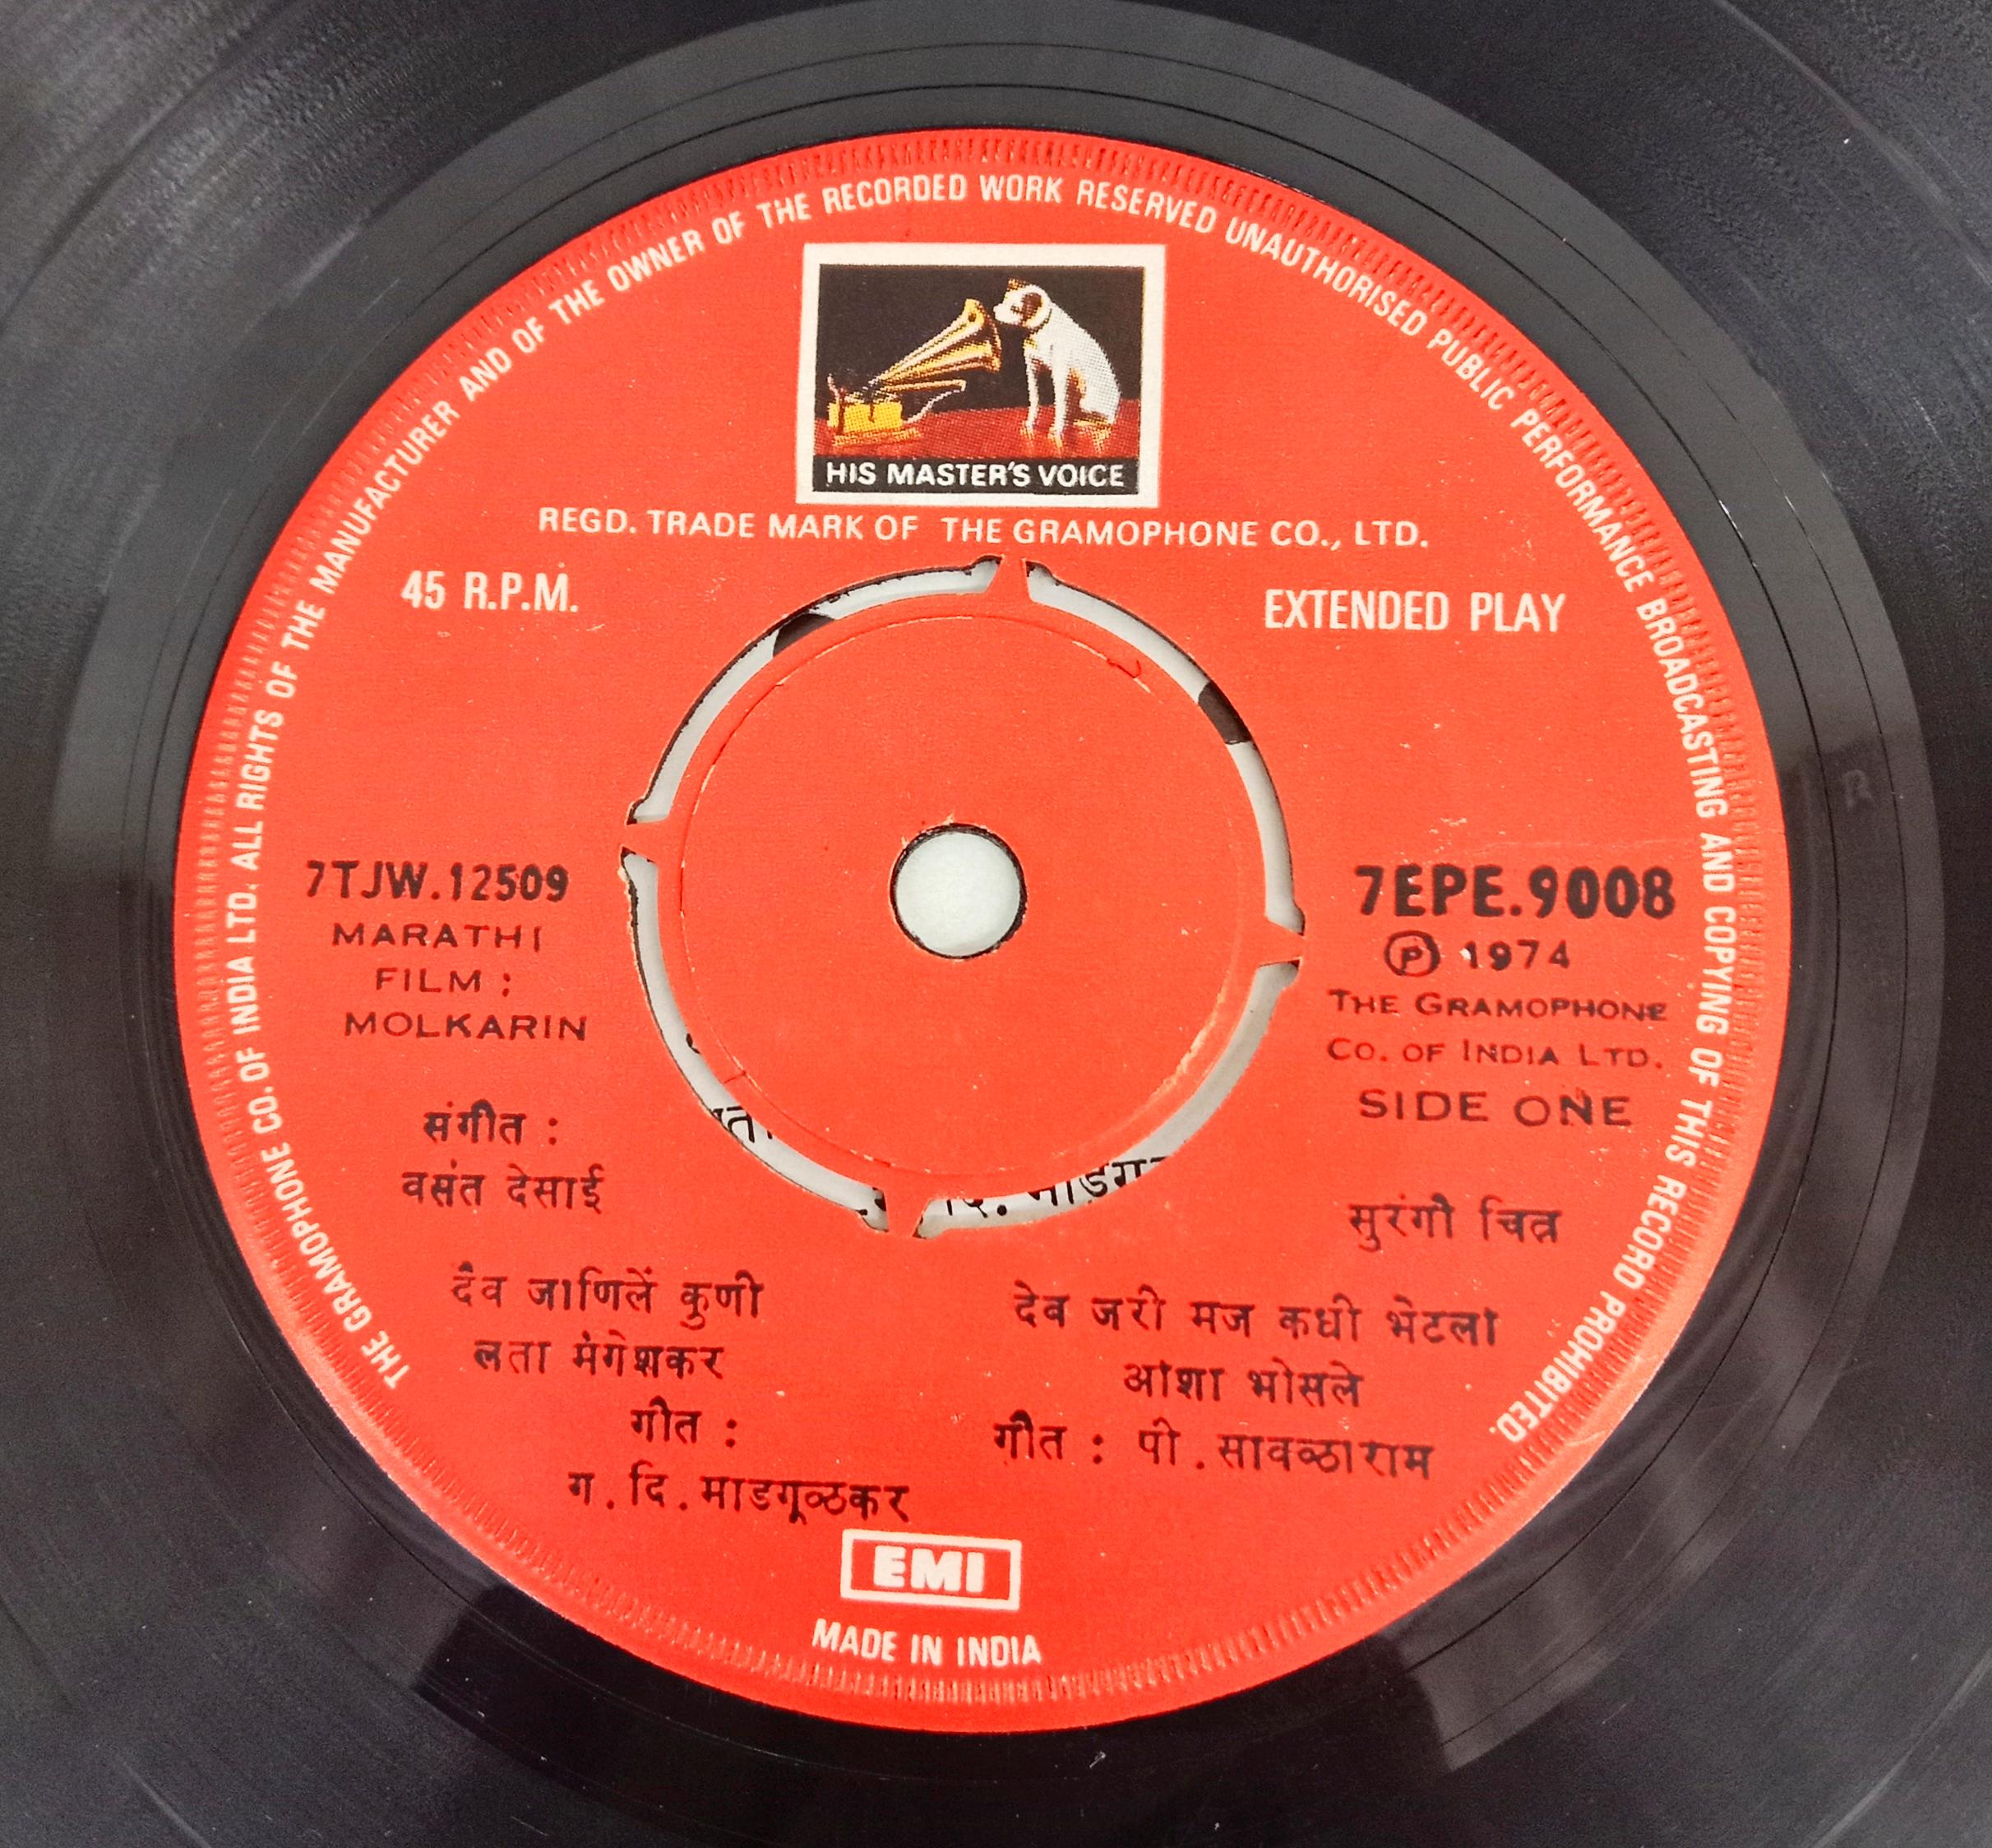 THE GRAMOPHONE CO. OF INDIA LTD. ALL RIGHTS OF THE MANUFACTURER AND OF THE OWNER OF THE RECORDED WORK RESERVED UNAUTHORISED PUBLIC PERFORMANCE BROADCASTING AND COPYING OF THIS RECORD PROHIBITED.
HIS MASTER'S VOICE
REGD. TRADE MARK OF THE GRAMOPHONE CO., LTD.
45 R.P.M.
EXTENDED PLAY
7TJW.12509
MARATHI
FILM :
MOLKARIN
7EPE.9008
Ⓟ 1974
THE GRAMOPHONE
CO. OF INDIA LTD.
SIDE ONE
संगीत :
वसंत देसाई
सुरंगी चित्र
दैव जाणिलें कुणी
लता मंगेशकर
गीत :
ग. दि. माडगूळकर
देव जरी मज कधी भेटला
आशा भोसले
गीत : पी. सावळाराम
EMI
MADE IN INDIA